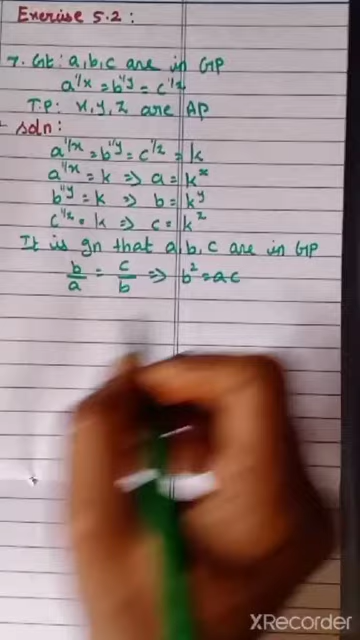 Exercise 5.2:
7. Gt: a,b,c are in GP
a^1/x = b^1/y = c^1/z
T.P: x, y, z are AP
soln:
a^1/x = b^1/y = c^1/z = k
a^1/x = k ⇒ a = k^x
b^1/y = k ⇒ b = k^y
c^1/z = k ⇒ c = k^z
It is gn that a,b,c are in GP
b/a = c/b ⇒ b² = ac
XRecorder